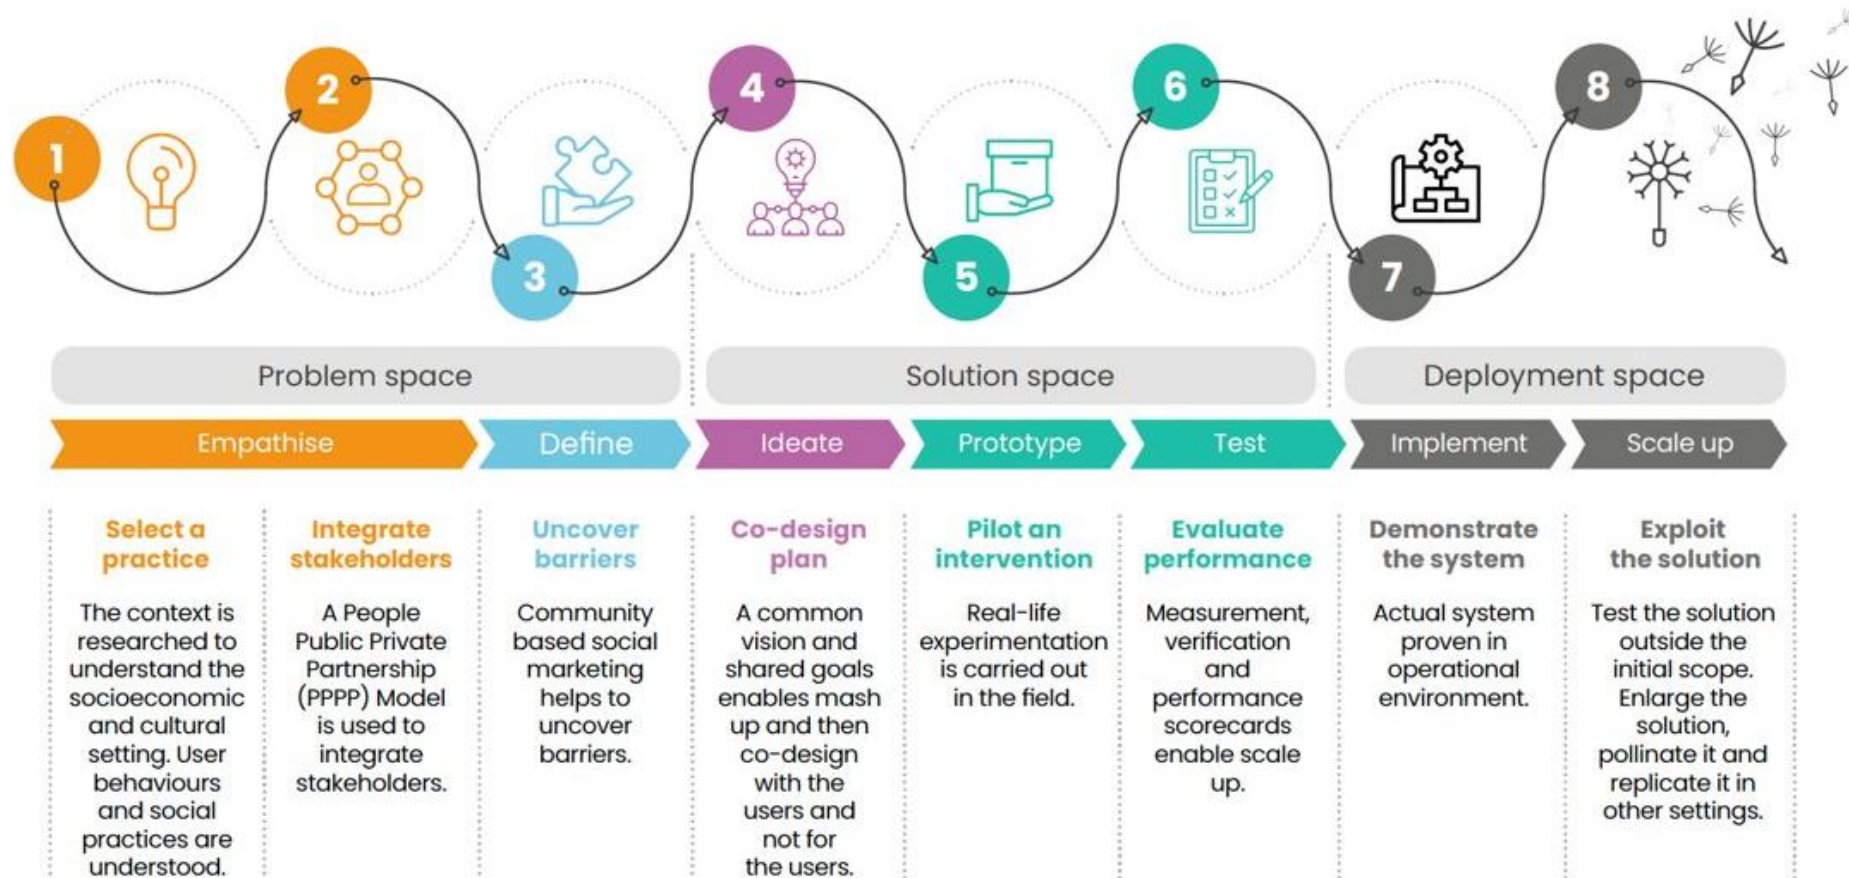 1
2
3
4
5
6
7
8
Problem space
Solution space
Deployment space
Empathise
Define
Ideate
Prototype
Test
Implement
Scale up
Select a
practice
The context is
researched to
understand the
socioeconomic
and cultural
setting. User
behaviours
and social
practices are
understood.
Integrate
stakeholders
A People
Public Private
Partnership
(PPPP) Model
is used to
integrate
stakeholders.
Uncover
barriers
Community
based social
marketing
helps to
uncover
barriers.
Co-design
plan
A common
vision and
shared goals
enables mash
up and then
co-design
with the
users and
not for
the users.
Pilot an
intervention
Real-life
experimentation
is carried out
in the field.
Evaluate
performance
Measurement,
verification
and
performance
scorecards
enable scale
up.
Demonstrate
the system
Actual system
proven in
operational
environment.
Exploit
the solution
Test the solution
outside the
initial scope.
Enlarge the
solution,
pollinate it and
replicate it in
other settings.